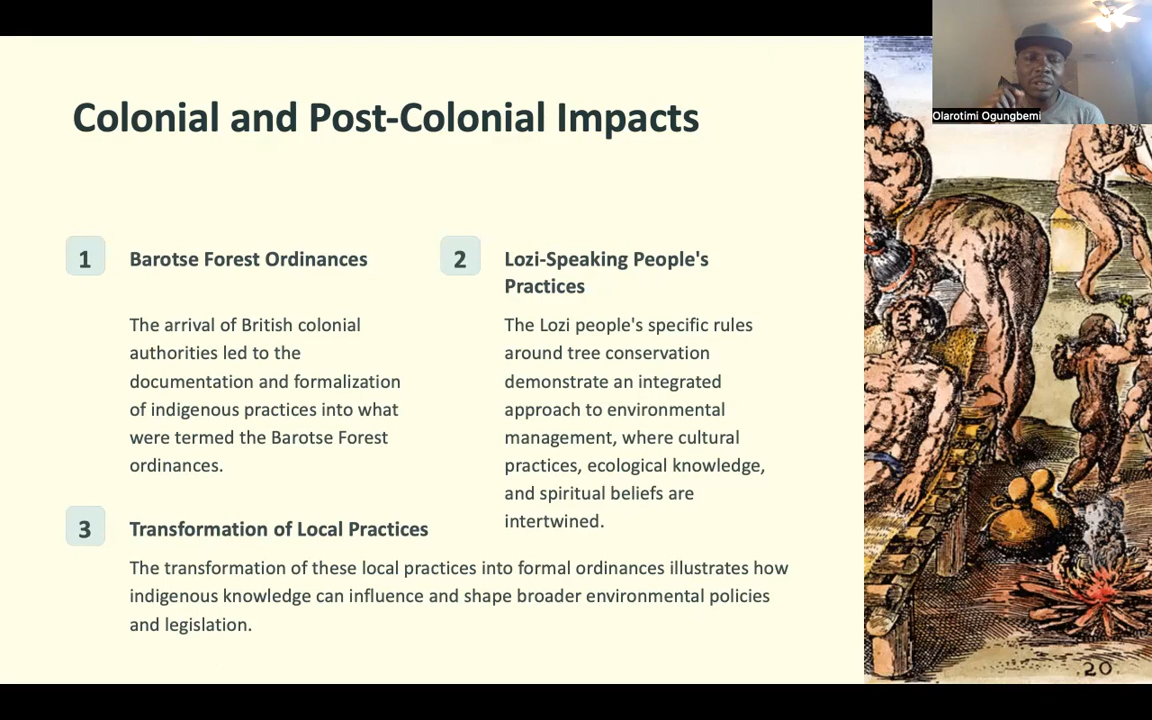 Colonial and Post-Colonial Impacts
Olarotimi Ogungbemi
1
Barotse Forest Ordinances
The arrival of British colonial
authorities led to the
documentation and formalization
of indigenous practices into what
were termed the Barotse Forest
ordinances.
2
Lozi-Speaking People's
Practices
The Lozi people's specific rules
around tree conservation
demonstrate an integrated
approach to environmental
management, where cultural
practices, ecological knowledge,
and spiritual beliefs are
intertwined.
3
Transformation of Local Practices
The transformation of these local practices into formal ordinances illustrates how
indigenous knowledge can influence and shape broader environmental policies
and legislation.
20